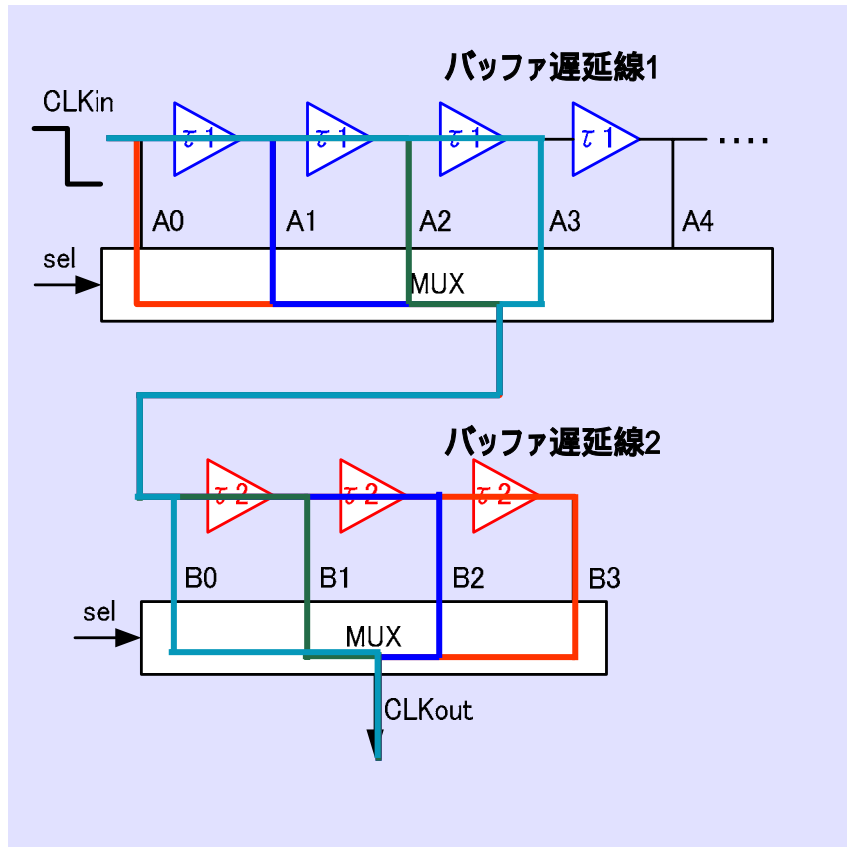 バッファ遅延線1
CLKin
τ1 τ1 τ1 τ1 ‥‥
A0 A1 A2 A3 A4
sel
MUX
バッファ遅延線2
τ2 τ2 τ2
B0 B1 B2 B3
sel
MUX
CLKout